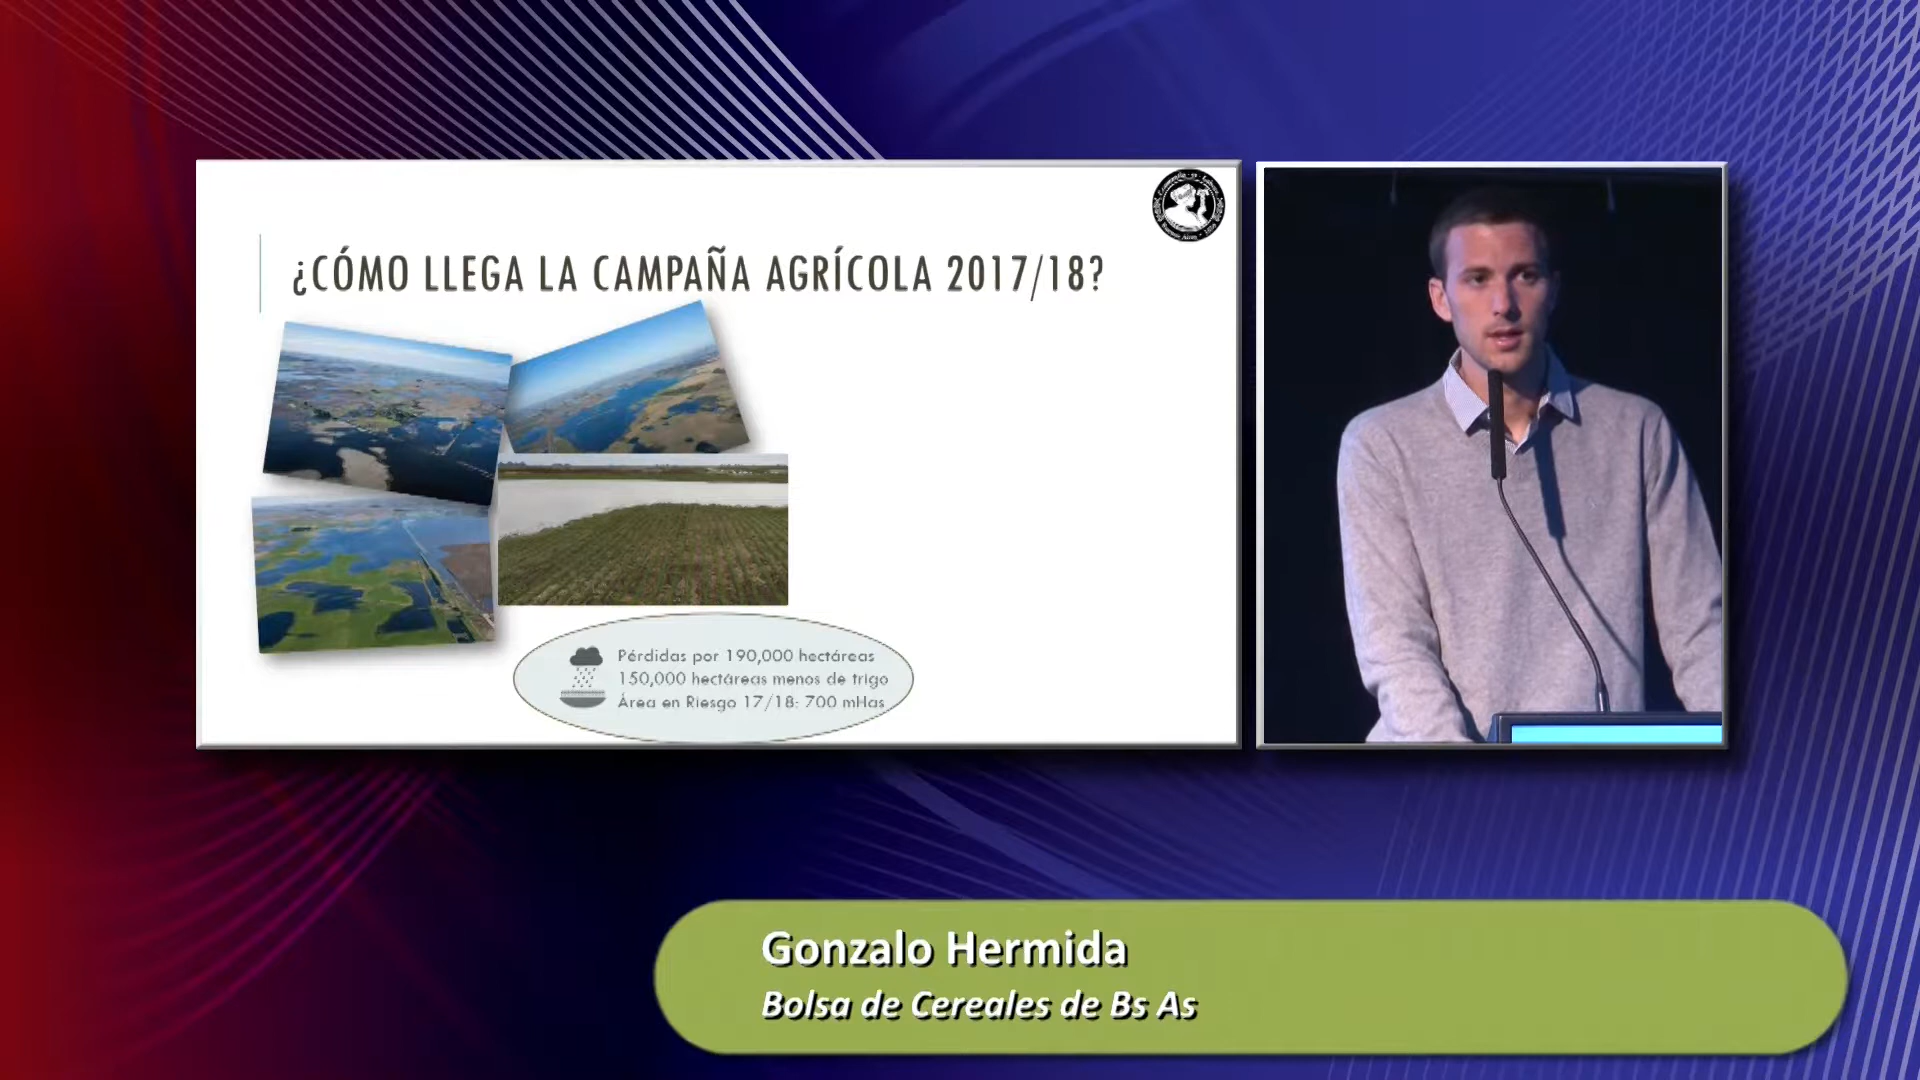 ¿CÓMO LLEGA LA CAMPAÑA AGRÍCOLA 2017/18?
Pérdidas por 190,000 hectáreas
150,000 hectáreas menos de trigo
Área en Riesgo 17/18: 700 mHas
Gonzalo Hermida
Bolsa de Cereales de Bs As